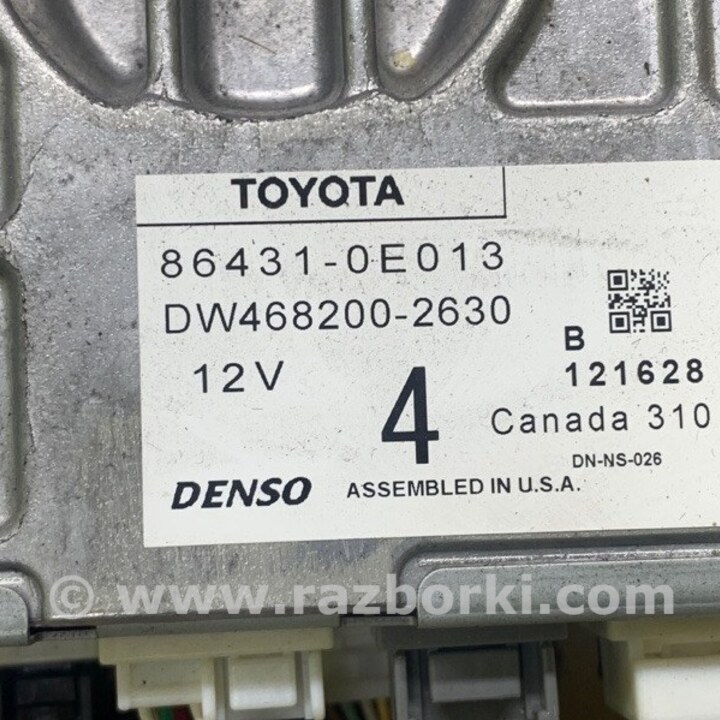 TOYOTA
86431-0E013
DW468200-2630
12V
4
B
121628
Canada 310
DN-NS-026
DENSO
ASSEMBLED IN U.S.A.
© www.razborki.com